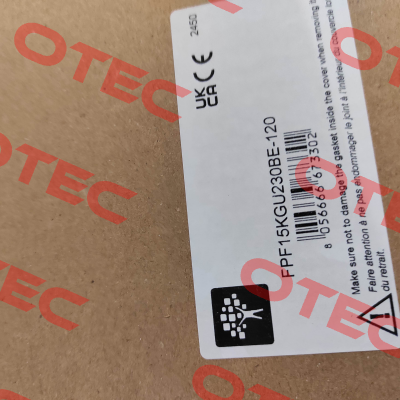 2450
UK
CA CE
FPF15KGU230BE-120
8 056666 673302
Make sure not to damage the gasket inside the cover when removing
Faire attention à ne pas endommager le joint à l'intérieur du couvercle lo
du retrait.
OTEC
OTEC
OTEC
OTEC
OTEC
OTEC